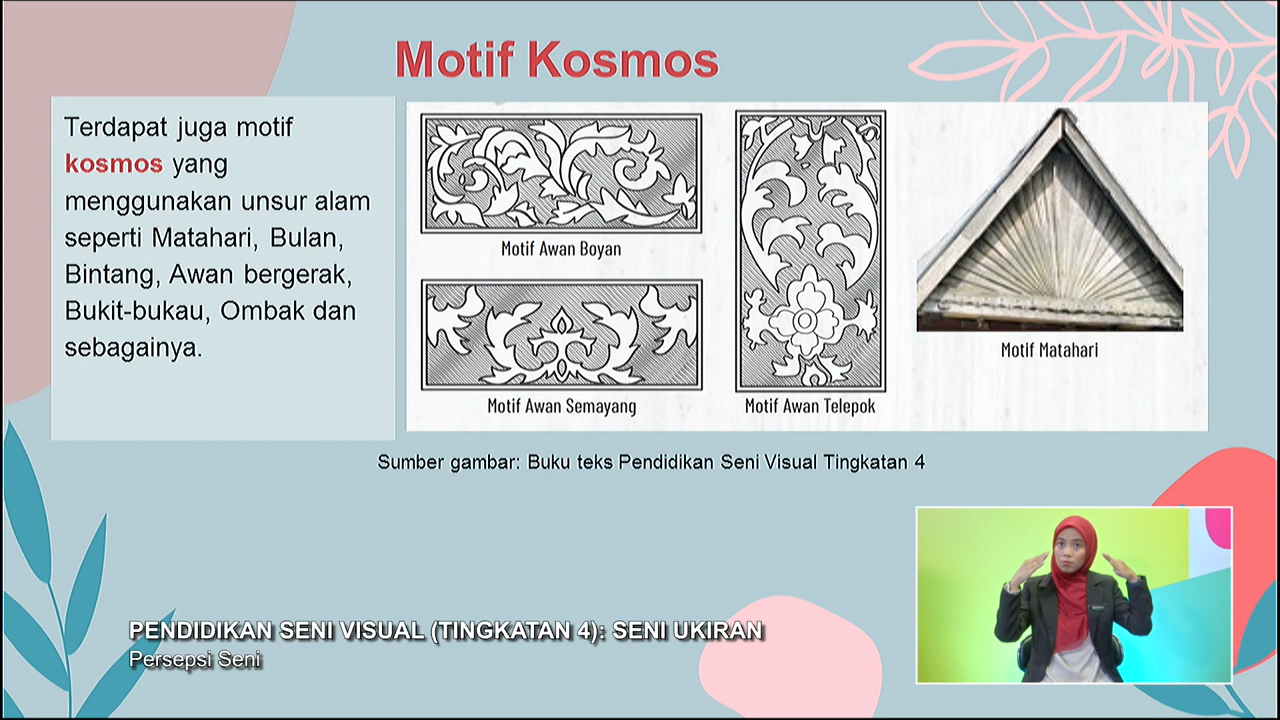 Motif Kosmos
Terdapat juga motif
kosmos yang
menggunakan unsur alam
seperti Matahari, Bulan,
Bintang, Awan bergerak,
Bukit-bukau, Ombak dan
sebagainya.
Motif Awan Boyan
Motif Awan Semayang
Motif Awan Telepok
Motif Matahari
Sumber gambar: Buku teks Pendidikan Seni Visual Tingkatan 4
PENDIDIKAN SENI VISUAL (TINGKATAN 4): SENI UKIRAN
Persepsi Seni